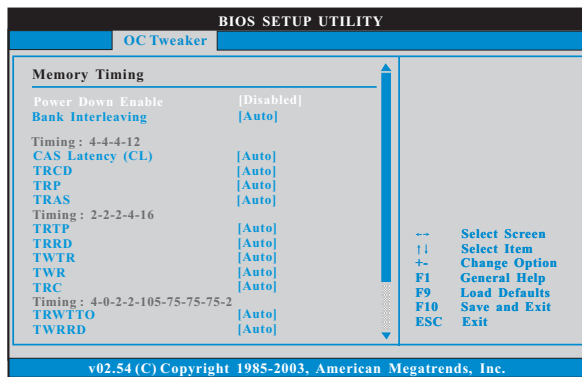 BIOS SETUP UTILITY
OC Tweaker
Memory Timing
Power Down Enable [Disabled]
Bank Interleaving [Auto]
Timing : 4-4-4-12
CAS Latency (CL) [Auto]
TRCD [Auto]
TRP [Auto]
TRAS [Auto]
Timing : 2-2-2-4-16
TRTP [Auto]
TRRD [Auto]
TWTR [Auto]
TWR [Auto]
TRC [Auto]
Timing : 4-0-2-2-105-75-75-75-2
TRWTTO [Auto]
TWRRD [Auto]
↔ Select Screen
↑↓ Select Item
+- Change Option
F1 General Help
F9 Load Defaults
F10 Save and Exit
ESC Exit
v02.54 (C) Copyright 1985-2003, American Megatrends, Inc.